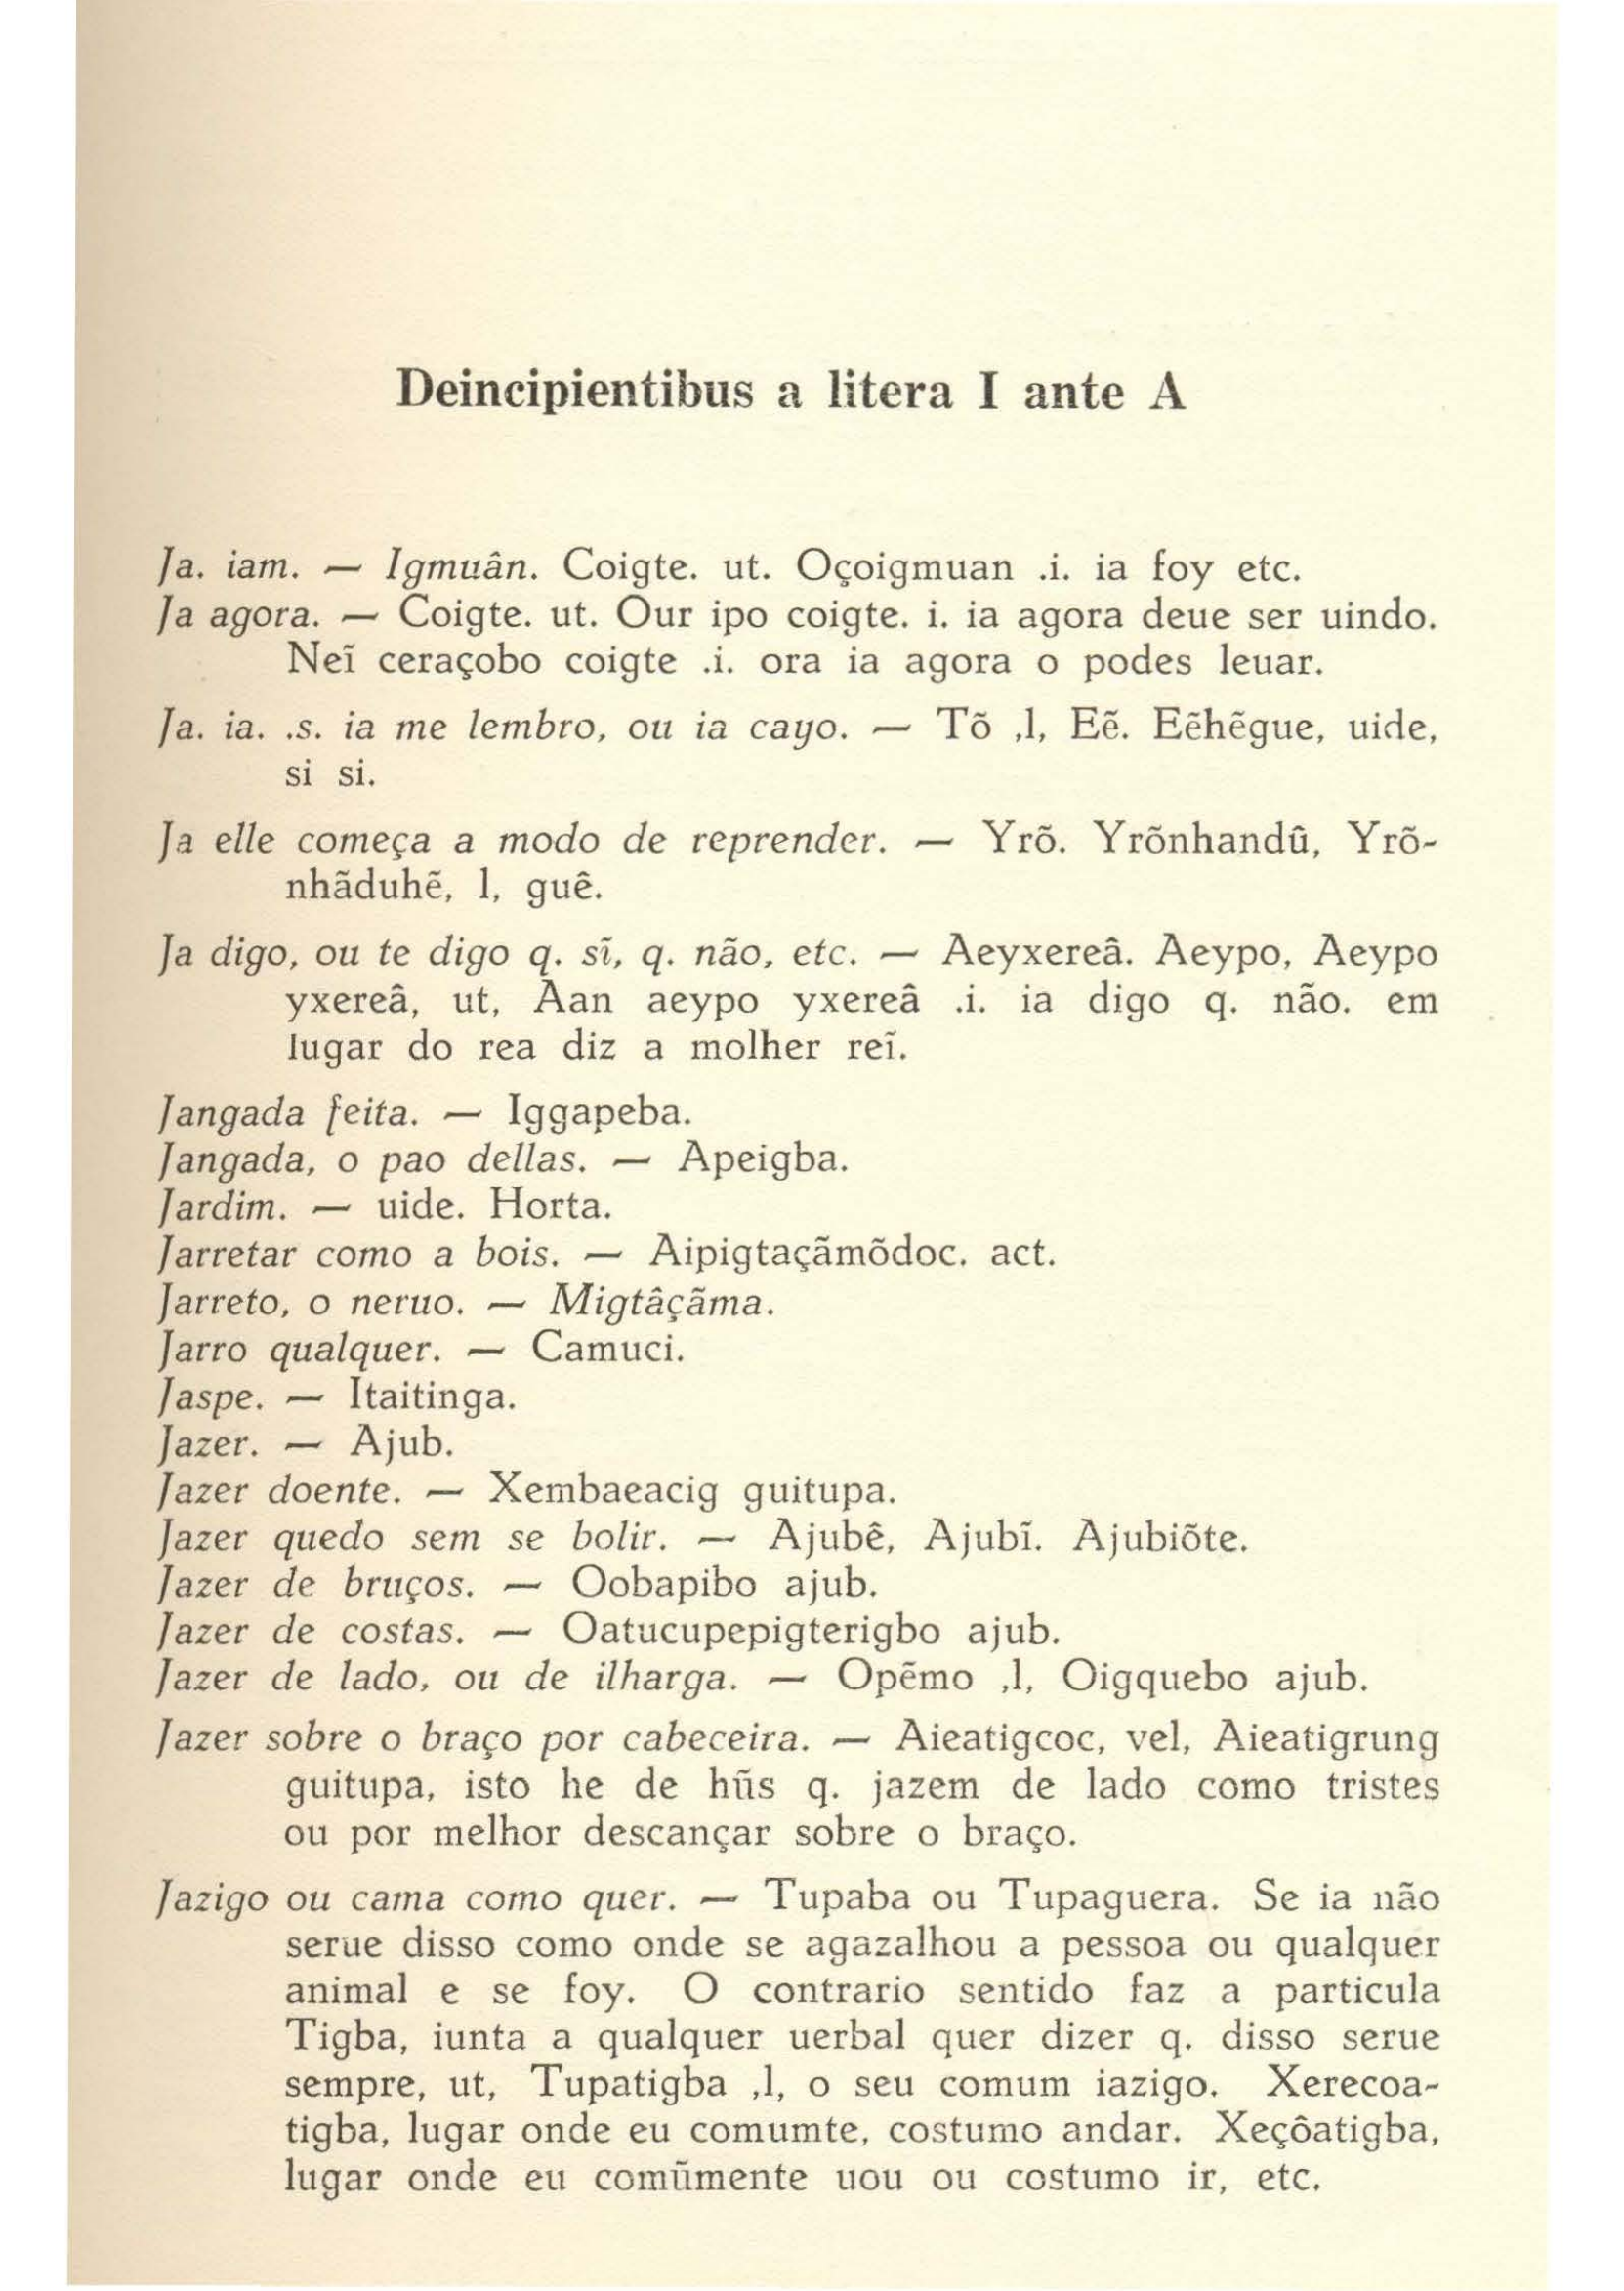 Deincipientibus a litera I ante A
Ja. iam. — Igmuân. Coigte. ut. Oçoigmuan .i. ia foy etc.
Ja agora. — Coigte. ut. Our ipo coigte. i. ia agora deue ser uindo.
Neĩ ceraçobo coigte .i. ora ia agora o podes leuar.
Ja. ia. .s. ia me lembro, ou ia cayo. — Tõ ,l, Eẽ. Eẽhẽgue, uide,
si si.
Ja elle começa a modo de reprender. — Yrõ. Yrõnhandû, Yrõ-
nhãduhẽ, l, guê.
Ja digo, ou te digo q. sĩ, q. não, etc. — Aeyxereâ. Aeypo, Aeypo
yxereâ, ut, Aan aeypo yxereâ .i. ia digo q. não. em
lugar do rea diz a molher reĩ.
Jangada feita. — Iggapeba.
Jangada, o pao dellas. — Apeigba.
Jardim. — uide. Horta.
Jarretar como a bois. — Aipigtaçãmõdoc. act.
Jarreto, o neruo. — Migtâçãma.
Jarro qualquer. — Camuci.
Jaspe. — Itaitinga.
Jazer. — Ajub.
Jazer doente. — Xembaeacig guitupa.
Jazer quedo sem se bolir. — Ajubê, Ajubĩ. Ajubiõte.
Jazer de bruços. — Oobapibo ajub.
Jazer de costas. — Oatucupepigterigbo ajub.
Jazer de lado, ou de ilharga. — Opẽmo ,l, Oigquebo ajub.
Jazer sobre o braço por cabeceira. — Aieatigcoc, vel, Aieatigrung
guitupa, isto he de hũs q. jazem de lado como tristes
ou por melhor descançar sobre o braço.
Jazigo ou cama como quer. — Tupaba ou Tupaguera. Se ia não
serue disso como onde se agazalhou a pessoa ou qualquer
animal e se foy. O contrario sentido faz a particula
Tigba, iunta a qualquer uerbal quer dizer q. disso serue
sempre, ut, Tupatigba ,l, o seu comum iazigo. Xerecoa-
tigba, lugar onde eu comumte, costumo andar. Xeçôatigba,
lugar onde eu comũmente uou ou costumo ir, etc.